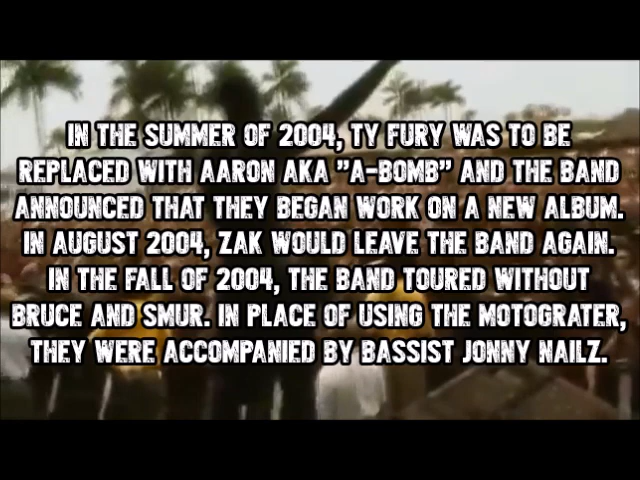 IN THE SUMMER OF 2004, TY FURY WAS TO BE
REPLACED WITH AARON AKA "A-BOMB" AND THE BAND
ANNOUNCED THAT THEY BEGAN WORK ON A NEW ALBUM.
IN AUGUST 2004, ZAK WOULD LEAVE THE BAND AGAIN.
IN THE FALL OF 2004, THE BAND TOURED WITHOUT
BRUCE AND SMUR. IN PLACE OF USING THE MOTOGRATER,
THEY WERE ACCOMPANIED BY BASSIST JONNY NAILZ.